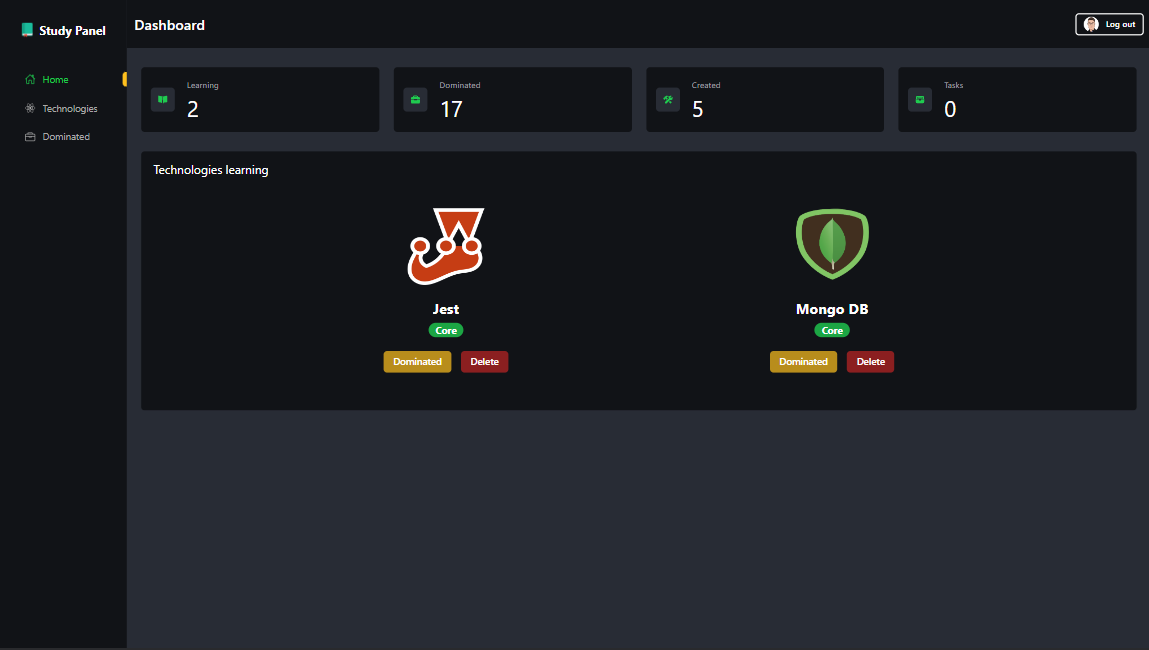 Study Panel
Dashboard
Log out
Home
Technologies
Dominated
Learning
2
Dominated
17
Created
5
Tasks
0
Technologies learning
Jest
Core
Dominated
Delete
Mongo DB
Core
Dominated
Delete